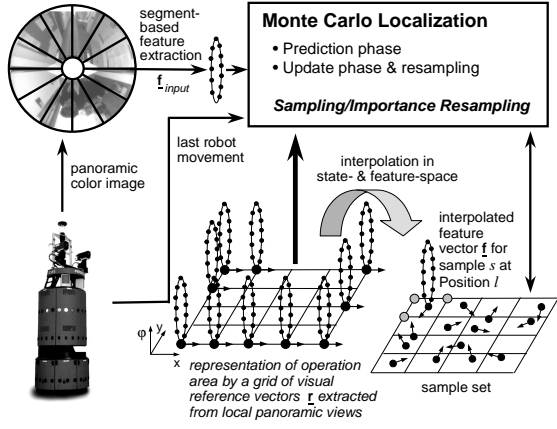 segment-
based
feature
extraction
f input
Monte Carlo Localization
• Prediction phase
• Update phase & resampling
Sampling/Importance Resampling
panoramic
color image
last robot
movement
interpolation in
state- & feature-space
interpolated
feature
vector f for
sample s at
Position l
φ
y
x
representation of operation
area by a grid of visual
reference vectors r extracted
from local panoramic views
sample set